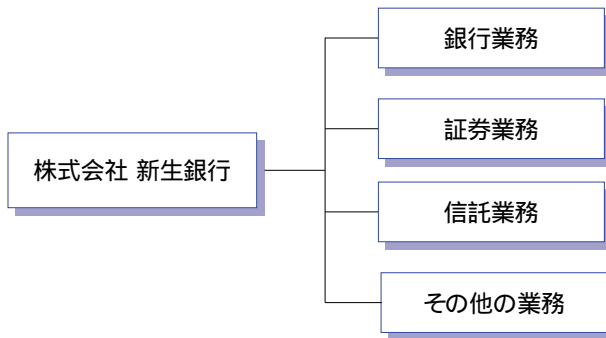 銀行業務
証券業務
株式会社 新生銀行
信託業務
その他の業務